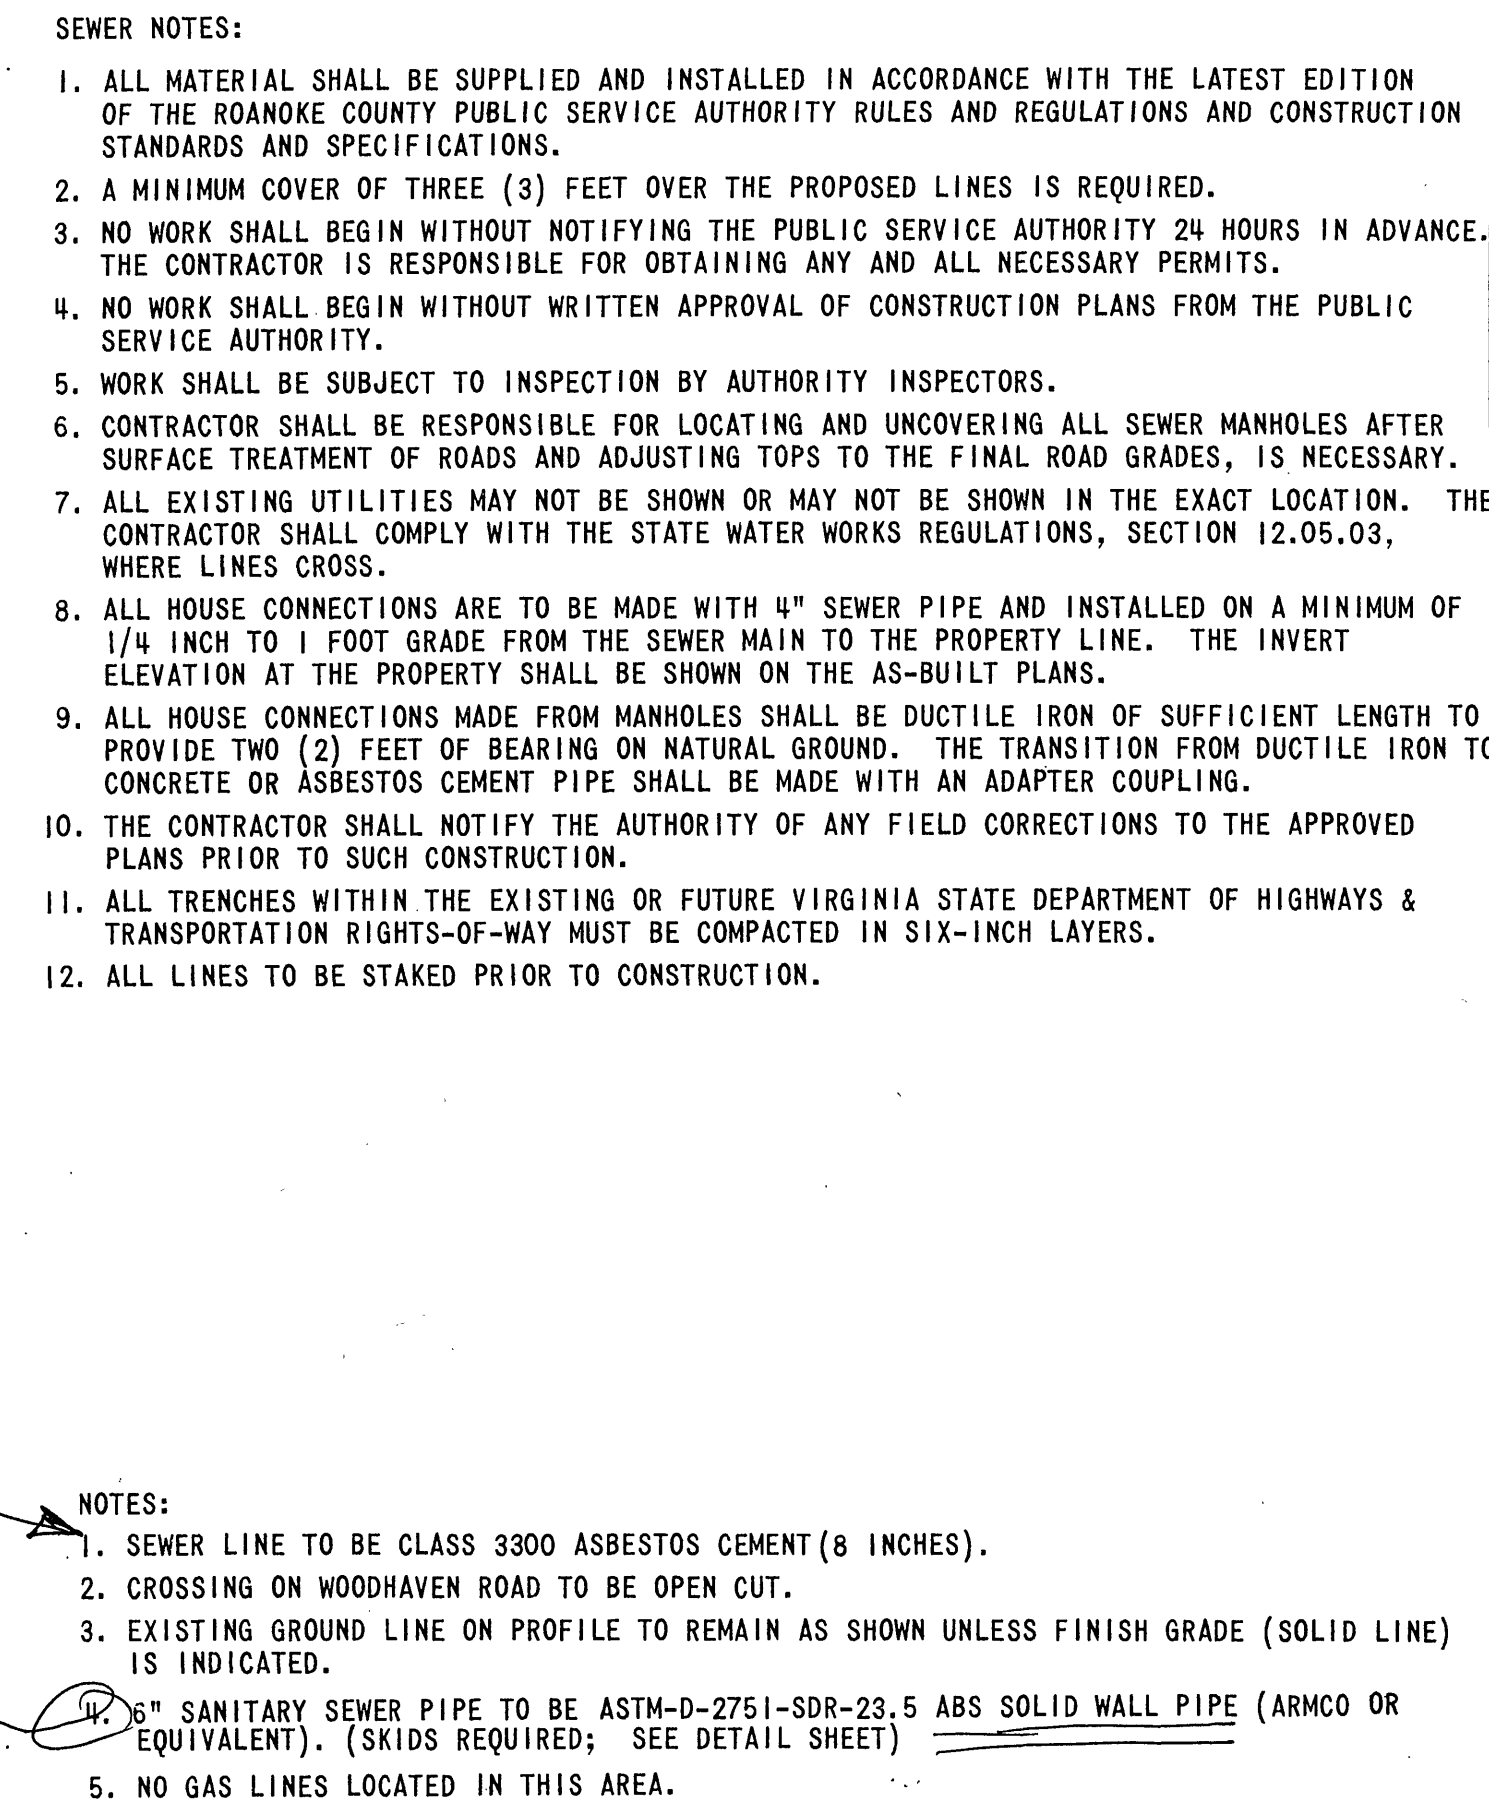 SEWER NOTES:
1. ALL MATERIAL SHALL BE SUPPLIED AND INSTALLED IN ACCORDANCE WITH THE LATEST EDITION
OF THE ROANOKE COUNTY PUBLIC SERVICE AUTHORITY RULES AND REGULATIONS AND CONSTRUCTION
STANDARDS AND SPECIFICATIONS.
2. A MINIMUM COVER OF THREE (3) FEET OVER THE PROPOSED LINES IS REQUIRED.
3. NO WORK SHALL BEGIN WITHOUT NOTIFYING THE PUBLIC SERVICE AUTHORITY 24 HOURS IN ADVANCE.
THE CONTRACTOR IS RESPONSIBLE FOR OBTAINING ANY AND ALL NECESSARY PERMITS.
4. NO WORK SHALL BEGIN WITHOUT WRITTEN APPROVAL OF CONSTRUCTION PLANS FROM THE PUBLIC
SERVICE AUTHORITY.
5. WORK SHALL BE SUBJECT TO INSPECTION BY AUTHORITY INSPECTORS.
6. CONTRACTOR SHALL BE RESPONSIBLE FOR LOCATING AND UNCOVERING ALL SEWER MANHOLES AFTER
SURFACE TREATMENT OF ROADS AND ADJUSTING TOPS TO THE FINAL ROAD GRADES, IS NECESSARY.
7. ALL EXISTING UTILITIES MAY NOT BE SHOWN OR MAY NOT BE SHOWN IN THE EXACT LOCATION. THE
CONTRACTOR SHALL COMPLY WITH THE STATE WATER WORKS REGULATIONS, SECTION 12.05.03,
WHERE LINES CROSS.
8. ALL HOUSE CONNECTIONS ARE TO BE MADE WITH 4" SEWER PIPE AND INSTALLED ON A MINIMUM OF
1/4 INCH TO 1 FOOT GRADE FROM THE SEWER MAIN TO THE PROPERTY LINE. THE INVERT
ELEVATION AT THE PROPERTY SHALL BE SHOWN ON THE AS-BUILT PLANS.
9. ALL HOUSE CONNECTIONS MADE FROM MANHOLES SHALL BE DUCTILE IRON OF SUFFICIENT LENGTH TO
PROVIDE TWO (2) FEET OF BEARING ON NATURAL GROUND. THE TRANSITION FROM DUCTILE IRON TO
CONCRETE OR ASBESTOS CEMENT PIPE SHALL BE MADE WITH AN ADAPTER COUPLING.
10. THE CONTRACTOR SHALL NOTIFY THE AUTHORITY OF ANY FIELD CORRECTIONS TO THE APPROVED
PLANS PRIOR TO SUCH CONSTRUCTION.
11. ALL TRENCHES WITHIN THE EXISTING OR FUTURE VIRGINIA STATE DEPARTMENT OF HIGHWAYS &
TRANSPORTATION RIGHTS-OF-WAY MUST BE COMPACTED IN SIX-INCH LAYERS.
12. ALL LINES TO BE STAKED PRIOR TO CONSTRUCTION.
NOTES:
1. SEWER LINE TO BE CLASS 3300 ASBESTOS CEMENT (8 INCHES).
2. CROSSING ON WOODHAVEN ROAD TO BE OPEN CUT.
3. EXISTING GROUND LINE ON PROFILE TO REMAIN AS SHOWN UNLESS FINISH GRADE (SOLID LINE)
IS INDICATED.
4. 6" SANITARY SEWER PIPE TO BE ASTM-D-2751-SDR-23.5 ABS SOLID WALL PIPE (ARMCO OR
EQUIVALENT). (SKIDS REQUIRED; SEE DETAIL SHEET)
5. NO GAS LINES LOCATED IN THIS AREA.